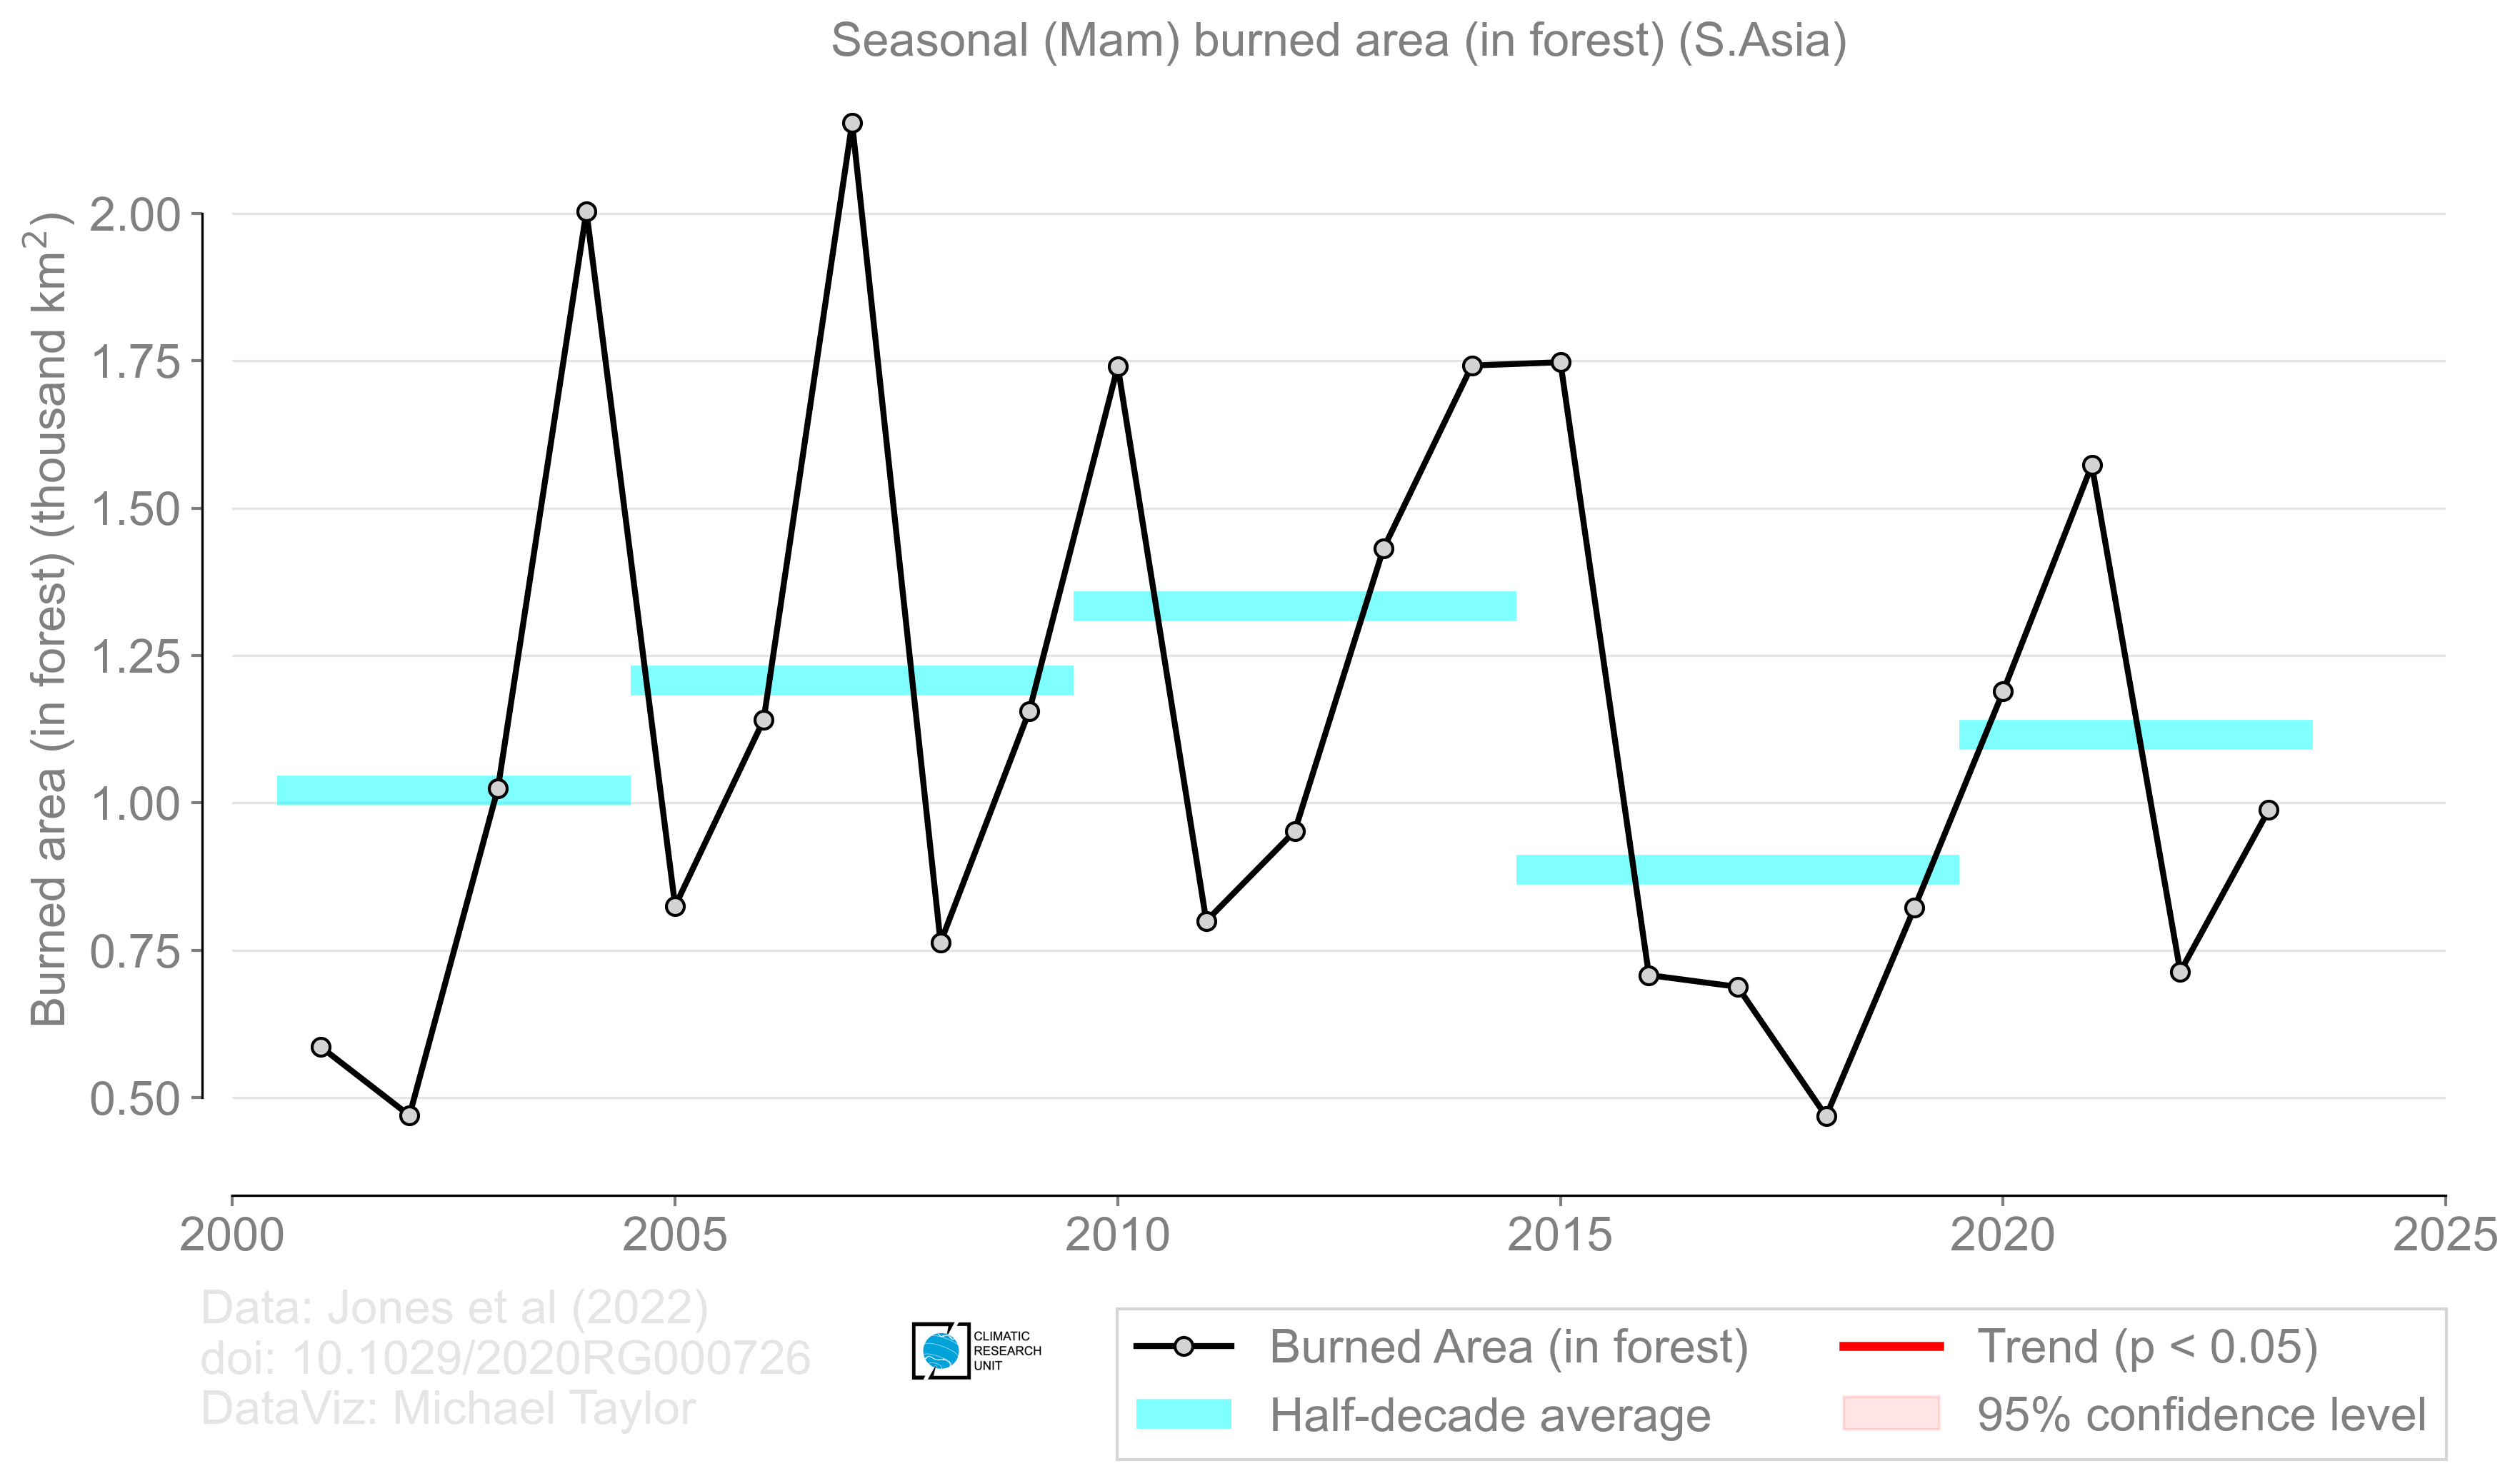 Seasonal (Mam) burned area (in forest) (S.Asia)
Burned area (in forest) (thousand km²)
2.00
1.75
1.50
1.25
1.00
0.75
0.50
2000 2005 2010 2015 2020 2025
Data: Jones et al (2022)
doi: 10.1029/2020RG000726
DataViz: Michael Taylor
CLIMATIC
RESEARCH
UNIT
Burned Area (in forest)
Half-decade average
Trend (p < 0.05)
95% confidence level